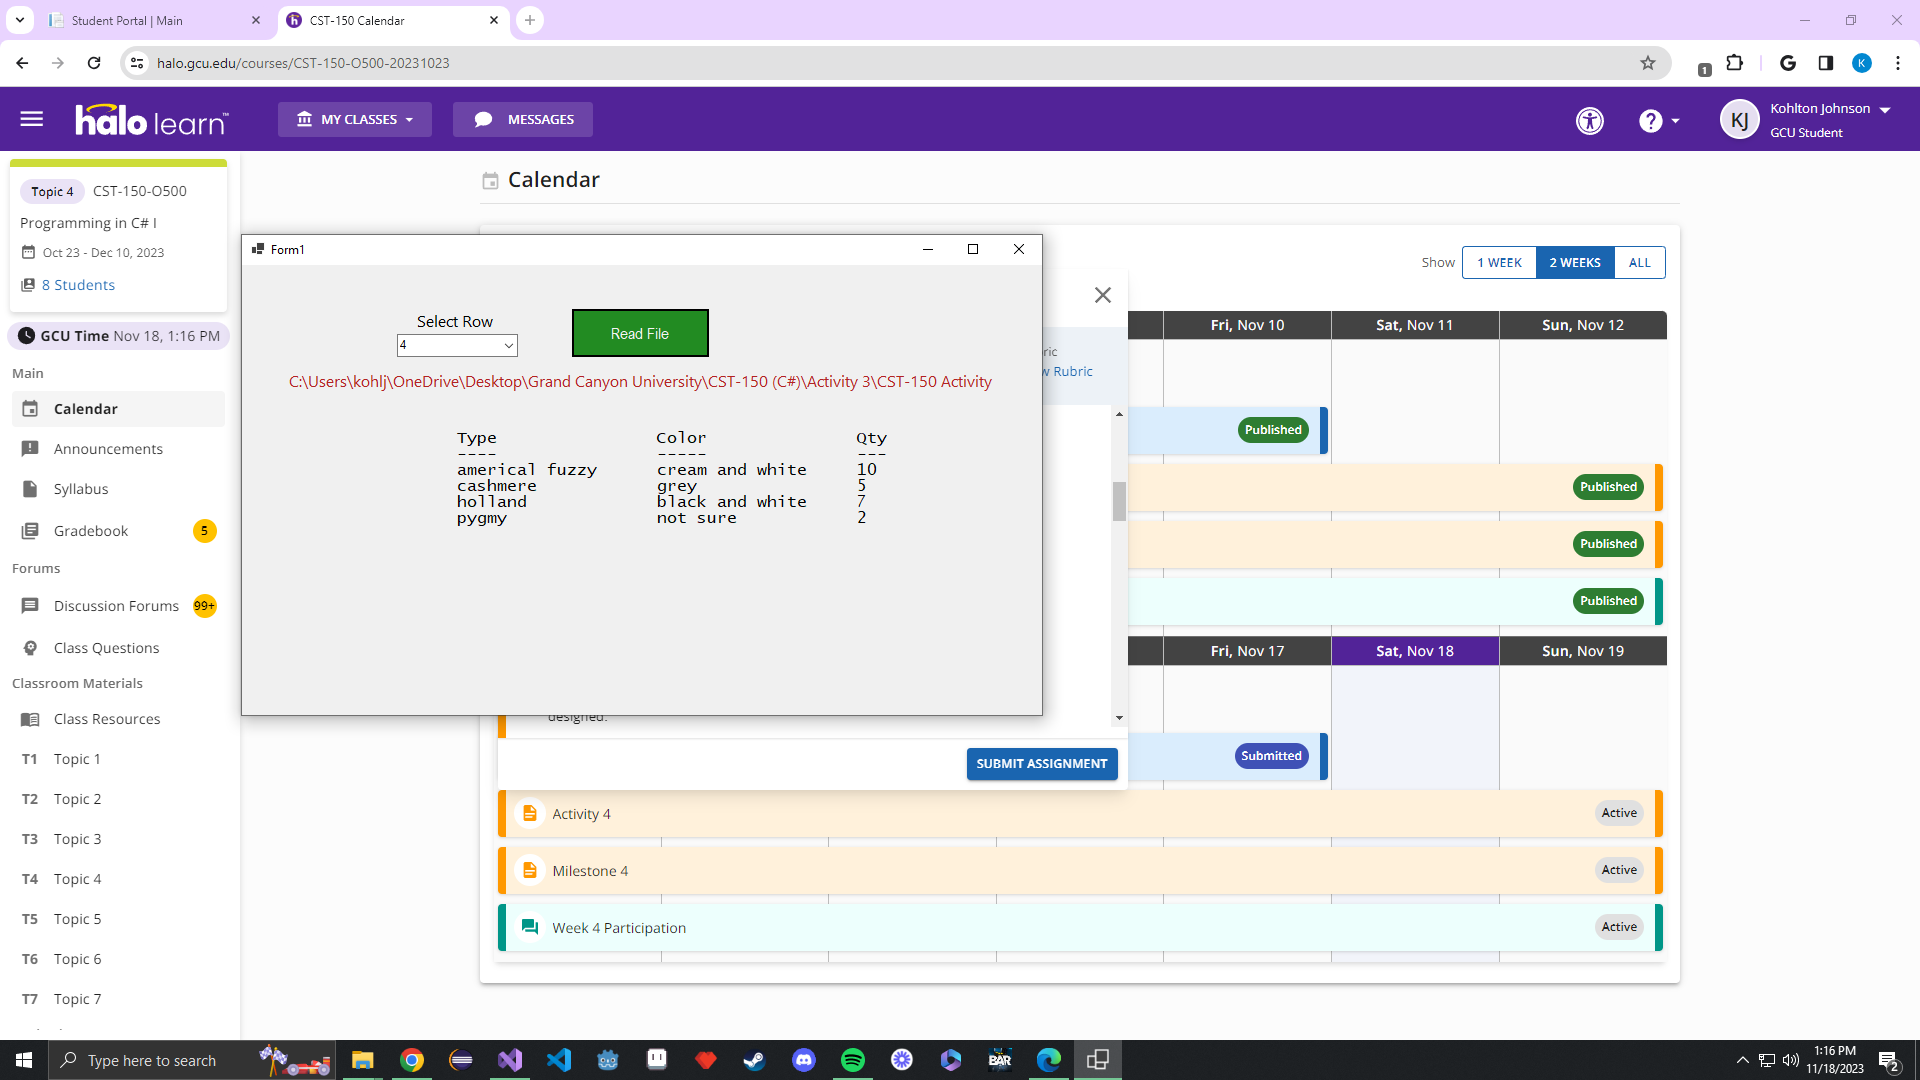 Student Portal | Main
CST-150 Calendar
halo.gcu.edu/courses/CST-150-O500-20231023
1
K
halo learn™
MY CLASSES
MESSAGES
KJ
Kohlton Johnson
GCU Student
Topic 4 CST-150-O500
Programming in C# I
Oct 23 - Dec 10, 2023
8 Students
GCU Time Nov 18, 1:16 PM
Main
Calendar
Announcements
Syllabus
Gradebook 5
Forums
Discussion Forums 99+
Class Questions
Classroom Materials
Class Resources
T1 Topic 1
T2 Topic 2
T3 Topic 3
T4 Topic 4
T5 Topic 5
T6 Topic 6
T7 Topic 7
Calendar
Show 1 WEEK 2 WEEKS ALL
Form1
Select Row
4
Read File
C:\Users\kohlj\OneDrive\Desktop\Grand Canyon University\CST-150 (C#)\Activity 3\CST-150 Activity
Type Color Qty
---- ----- ---
americal fuzzy cream and white 10
cashmere grey 5
holland black and white 7
pygmy not sure 2
ric
w Rubric
Fri, Nov 10 Sat, Nov 11 Sun, Nov 12
Published
Published
Published
Published
Fri, Nov 17 Sat, Nov 18 Sun, Nov 19
designed.
SUBMIT ASSIGNMENT
Submitted
Activity 4 Active
Milestone 4 Active
Week 4 Participation Active
Type here to search
BAR
1:16 PM
11/18/2023
2